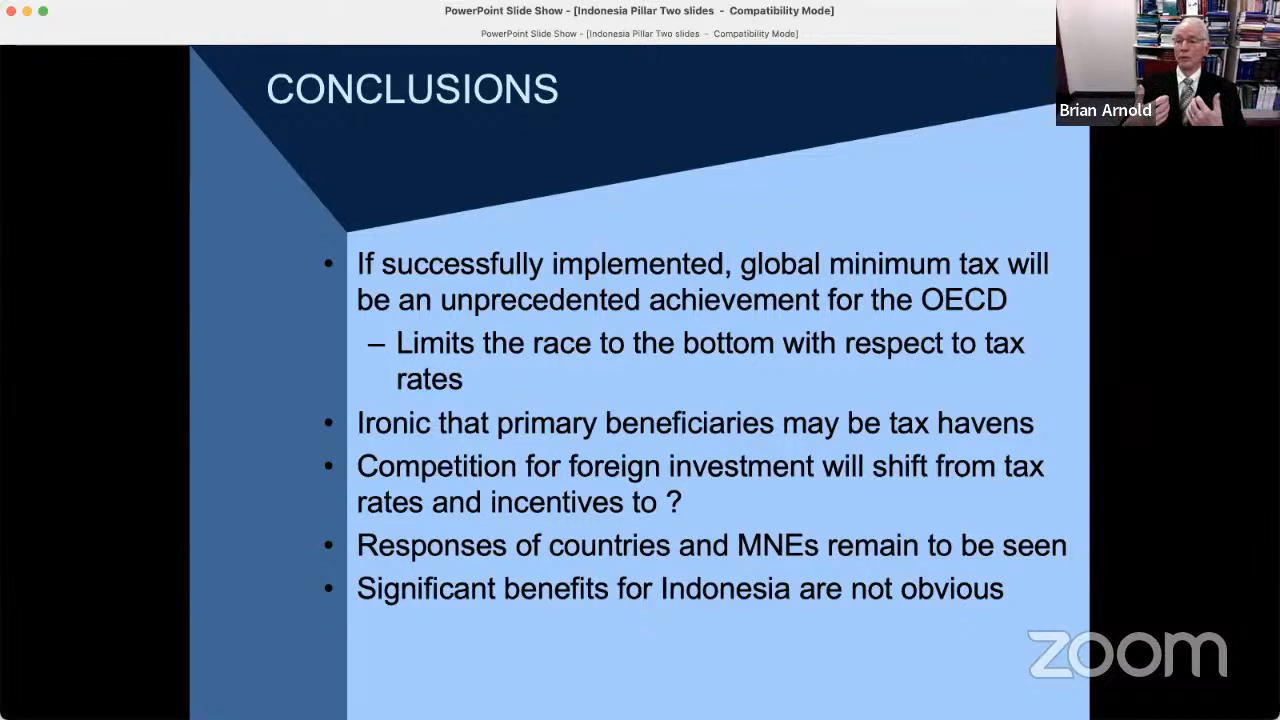 PowerPoint Slide Show - [Indonesia Pillar Two slides - Compatibility Mode]
PowerPoint Slide Show - [Indonesia Pillar Two slides - Compatibility Mode]
Brian Arnold
CONCLUSIONS
• If successfully implemented, global minimum tax will
be an unprecedented achievement for the OECD
– Limits the race to the bottom with respect to tax
rates
• Ironic that primary beneficiaries may be tax havens
• Competition for foreign investment will shift from tax
rates and incentives to ?
• Responses of countries and MNEs remain to be seen
• Significant benefits for Indonesia are not obvious
zoom